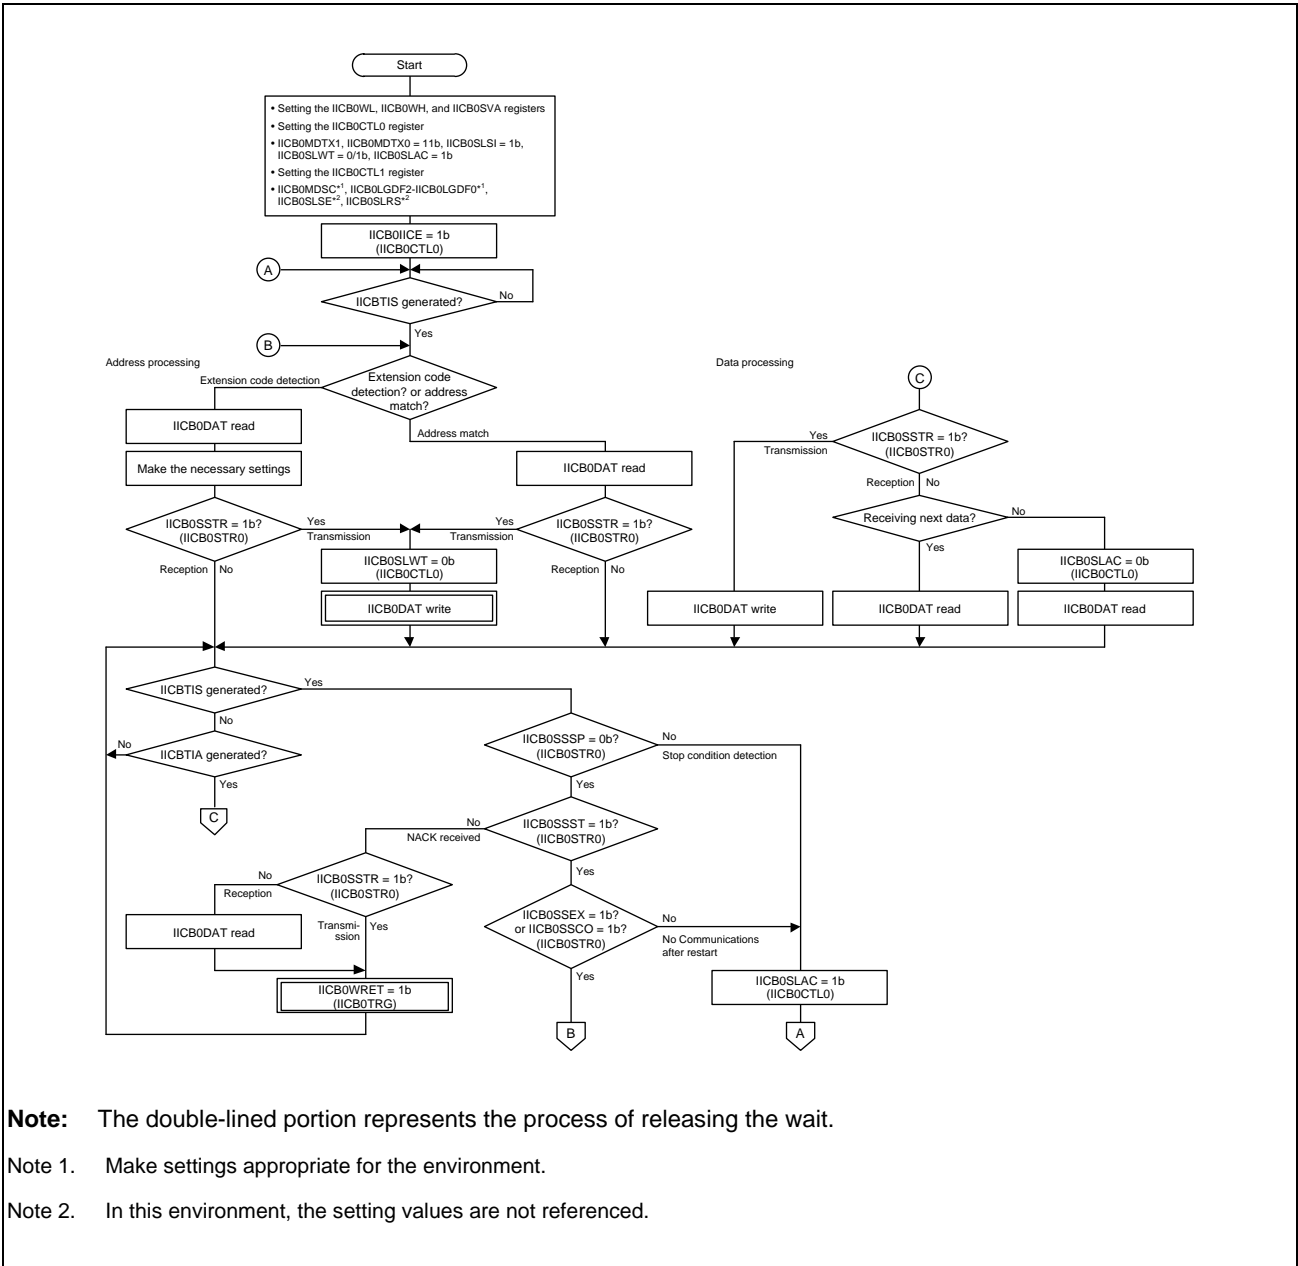 Start
• Setting the IICB0WL, IICB0WH, and IICB0SVA registers
• Setting the IICB0CTL0 register
• IICB0MDTX1, IICB0MDTX0 = 11b, IICB0SLSI = 1b,
IICB0SLWT = 0/1b, IICB0SLAC = 1b
• Setting the IICB0CTL1 register
• IICB0MDSC*1, IICB0LGDF2-IICB0LGDF0*1,
IICB0SLSE*2, IICB0SLRS*2
IICB0IICE = 1b
(IICB0CTL0)
A
IICBTIS generated?
No
Yes
B
Address processing
Extension code detection
Extension code
detection? or address
match?
Address match
IICB0DAT read
Make the necessary settings
IICB0SSTR = 1b?
(IICB0STR0)
Yes
Transmission
Reception
No
IICB0DAT read
IICB0SSTR = 1b?
(IICB0STR0)
Yes
Transmission
Reception
No
IICB0SLWT = 0b
(IICB0CTL0)
IICB0DAT write
Data processing
C
IICB0SSTR = 1b?
(IICB0STR0)
Yes
Transmission
Reception
No
Receiving next data?
No
Yes
IICB0SLAC = 0b
(IICB0CTL0)
IICB0DAT write
IICB0DAT read
IICB0DAT read
IICBTIS generated?
Yes
No
IICBTIA generated?
No
Yes
C
IICB0SSSP = 0b?
(IICB0STR0)
No
Stop condition detection
Yes
IICB0SSST = 1b?
(IICB0STR0)
No
NACK received
Yes
IICB0SSTR = 1b?
(IICB0STR0)
No
Reception
Transmi-
ssion
Yes
IICB0DAT read
IICB0WRET = 1b
(IICB0TRG)
IICB0SSEX = 1b?
or IICB0SSCO = 1b?
(IICB0STR0)
No
No Communications
after restart
Yes
IICB0SLAC = 1b
(IICB0CTL0)
B
A
Note: The double-lined portion represents the process of releasing the wait.
Note 1. Make settings appropriate for the environment.
Note 2. In this environment, the setting values are not referenced.